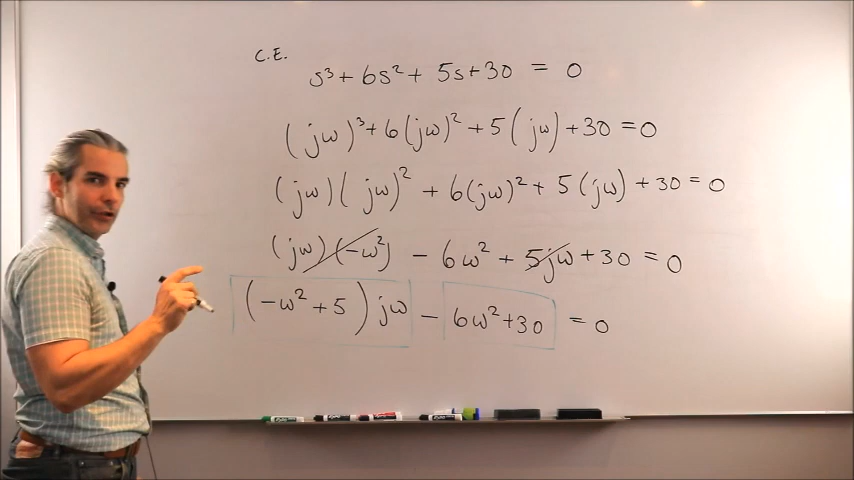 C.E.
s³ + 6s² + 5s + 30 = 0
(jω)³ + 6(jω)² + 5(jω) + 30 = 0
(jω)(jω)² + 6(jω)² + 5(jω) + 30 = 0
(jω)(-ω²) - 6ω² + 5jω + 30 = 0
(-ω² + 5)jω - 6ω² + 30 = 0